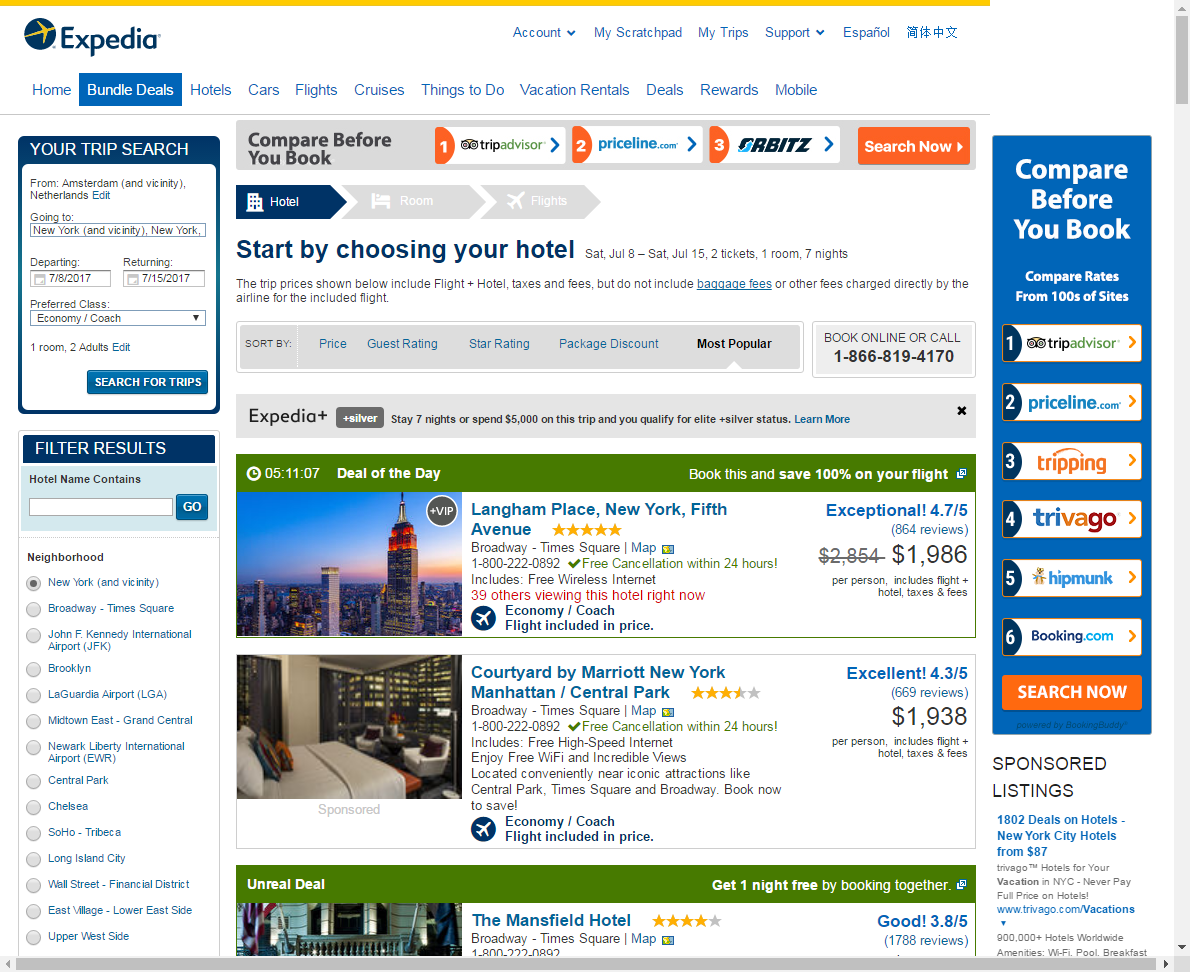 Expedia
Account
My Scratchpad
My Trips
Support
Español
简体中文
Home
Bundle Deals
Hotels
Cars
Flights
Cruises
Things to Do
Vacation Rentals
Deals
Rewards
Mobile
YOUR TRIP SEARCH
From: Amsterdam (and vicinity),
Netherlands Edit
Going to:
New York (and vicinity), New York,
Departing: Returning:
7/8/2017 7/15/2017
Preferred Class:
Economy / Coach
1 room, 2 Adults Edit
SEARCH FOR TRIPS
FILTER RESULTS
Hotel Name Contains
GO
Neighborhood
New York (and vicinity)
Broadway - Times Square
John F. Kennedy International
Airport (JFK)
Brooklyn
LaGuardia Airport (LGA)
Midtown East - Grand Central
Newark Liberty International
Airport (EWR)
Central Park
Chelsea
SoHo - Tribeca
Long Island City
Wall Street - Financial District
East Village - Lower East Side
Upper West Side
Compare Before
You Book
1 tripadvisor
2 priceline.com
3 ORBITZ
Search Now
Hotel
Room
Flights
Start by choosing your hotel Sat, Jul 8 – Sat, Jul 15, 2 tickets, 1 room, 7 nights
The trip prices shown below include Flight + Hotel, taxes and fees, but do not include baggage fees or other fees charged directly by the
airline for the included flight.
SORT BY: Price Guest Rating Star Rating Package Discount Most Popular
BOOK ONLINE OR CALL
1-866-819-4170
Expedia+ +silver Stay 7 nights or spend $5,000 on this trip and you qualify for elite +silver status. Learn More
05:11:07 Deal of the Day Book this and save 100% on your flight
+VIP
Langham Place, New York, Fifth
Avenue
Broadway - Times Square | Map
1-800-222-0892 Free Cancellation within 24 hours!
Includes: Free Wireless Internet
39 others viewing this hotel right now
Economy / Coach
Flight included in price.
Exceptional! 4.7/5
(864 reviews)
$2,854 $1,986
per person, includes flight +
hotel, taxes & fees
Sponsored
Courtyard by Marriott New York
Manhattan / Central Park
Broadway - Times Square | Map
1-800-222-0892 Free Cancellation within 24 hours!
Includes: Free High-Speed Internet
Enjoy Free WiFi and Incredible Views
Located conveniently near iconic attractions like
Central Park, Times Square and Broadway. Book now
to save!
Economy / Coach
Flight included in price.
Excellent! 4.3/5
(669 reviews)
$1,938
per person, includes flight +
hotel, taxes & fees
Unreal Deal Get 1 night free by booking together.
The Mansfield Hotel
Broadway - Times Square | Map
1-800-222-0892
Good! 3.8/5
(1788 reviews)
Compare
Before
You Book
Compare Rates
From 100s of Sites
1 tripadvisor
2 priceline.com
3 tripping
4 trivago
5 hipmunk
6 Booking.com
SEARCH NOW
powered by BookingBuddy
SPONSORED
LISTINGS
1802 Deals on Hotels -
New York City Hotels
from $87
trivago™ Hotels for Your
Vacation in NYC - Never Pay
Full Price on Hotels!
www.trivago.com/Vacations
900,000+ Hotels Worldwide
Amenities: Wi-Fi, Pool, Breakfast